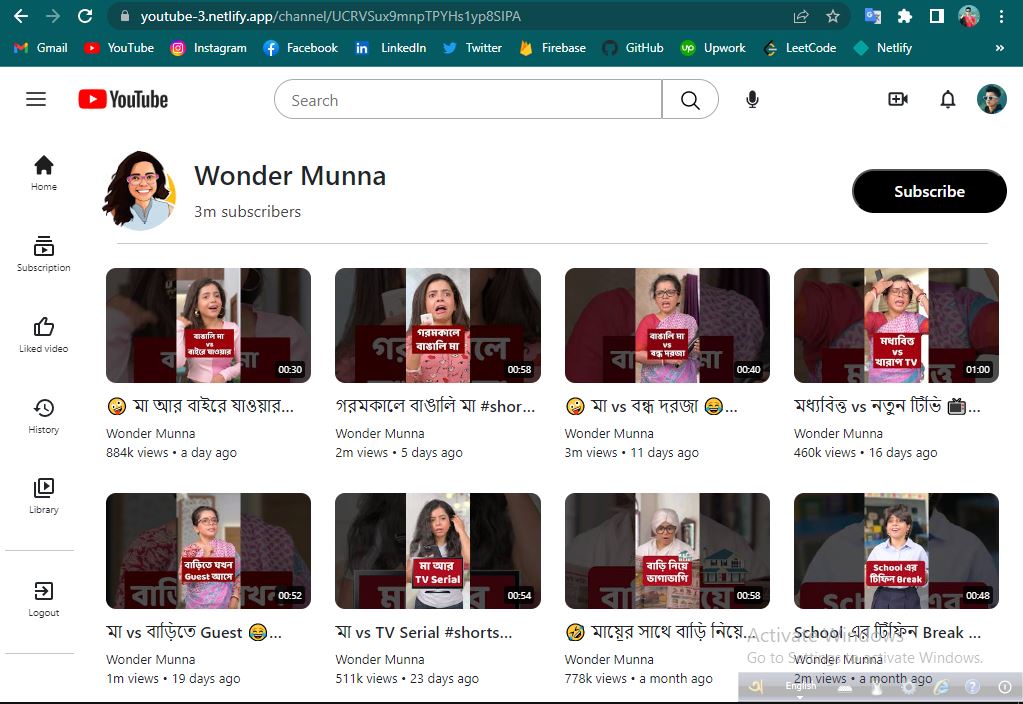 youtube-3.netlify.app/channel/UCRVSux9mnpTPYHs1yp8SlPA
Gmail YouTube Instagram Facebook LinkedIn Twitter Firebase GitHub Upwork LeetCode Netlify »
YouTube
Search
Home
Subscription
Liked video
History
Library
Logout
Wonder Munna
3m subscribers
Subscribe
বাঙালি মা
vs
বাইরে যাওয়ার
00:30
গরমকালে
বাঙালি মা
00:58
বাঙালি মা
vs
বন্ধ দরজা
00:40
মধ্যবিত্ত
vs
খারাপ TV
01:00
🤪 মা আর বাইরে যাওয়ার...
গরমকালে বাঙালি মা #shor...
🤪 মা vs বন্ধ দরজা 😂...
মধ্যবিত্ত vs নতুন টিভি 📺...
Wonder Munna
Wonder Munna
Wonder Munna
Wonder Munna
884k views • a day ago
2m views • 5 days ago
3m views • 11 days ago
460k views • 16 days ago
বাড়িতে যখন
Guest আসে
00:52
মা আর
TV Serial
00:54
বাড়ি নিয়ে
ভাগাভাগি
00:58
School এর
টিফিন Break
00:48
মা vs বাড়িতে Guest 😂...
মা vs TV Serial #shorts...
🤣 মায়ের সাথে বাড়ি নিয়ে...
School এর টিফিন Break ...
Wonder Munna
Wonder Munna
Wonder Munna
Wonder Munna
1m views • 19 days ago
511k views • 23 days ago
778k views • a month ago
2m views • a month ago
Activate Windows
Go to Settings to activate Windows.
অ English